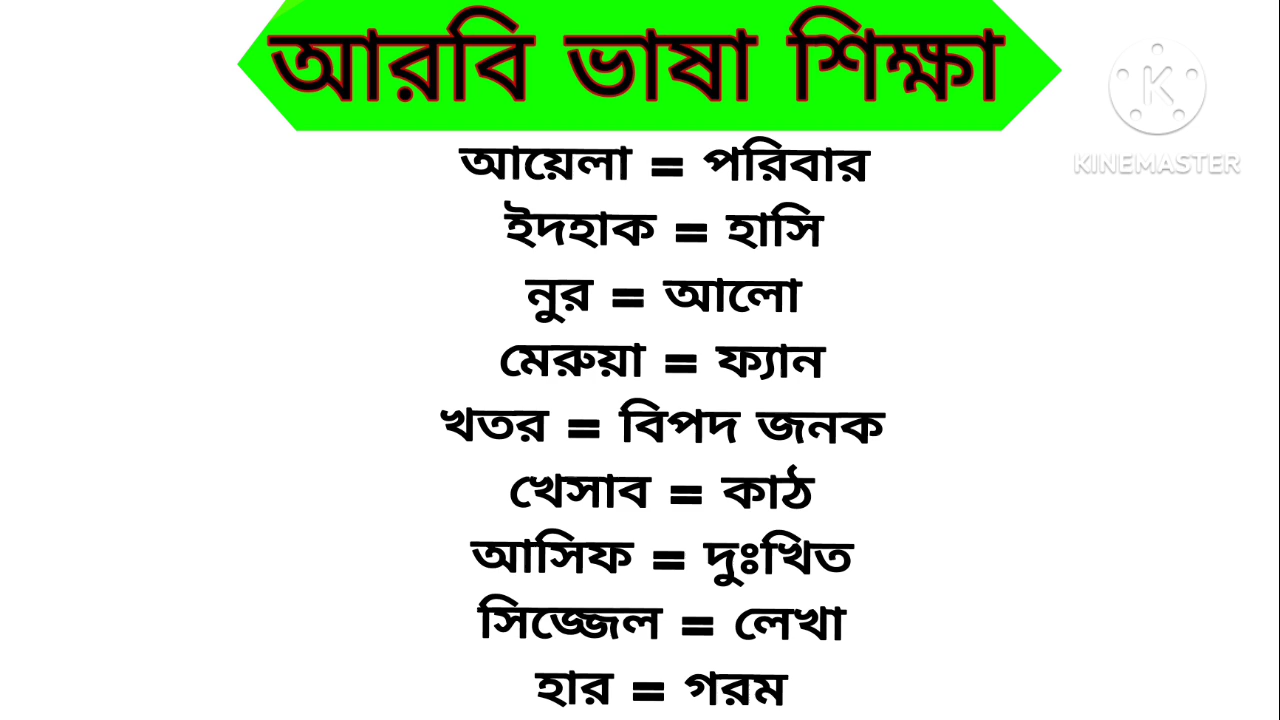 আরবি ভাষা শিক্ষা
K
KINEMASTER
আয়েলা = পরিবার
ইদহাক = হাসি
নুর = আলো
মেরুয়া = ফ্যান
খতর = বিপদ জনক
খেসাব = কাঠ
আসিফ = দুঃখিত
সিজ্জেল = লেখা
হার = গরম